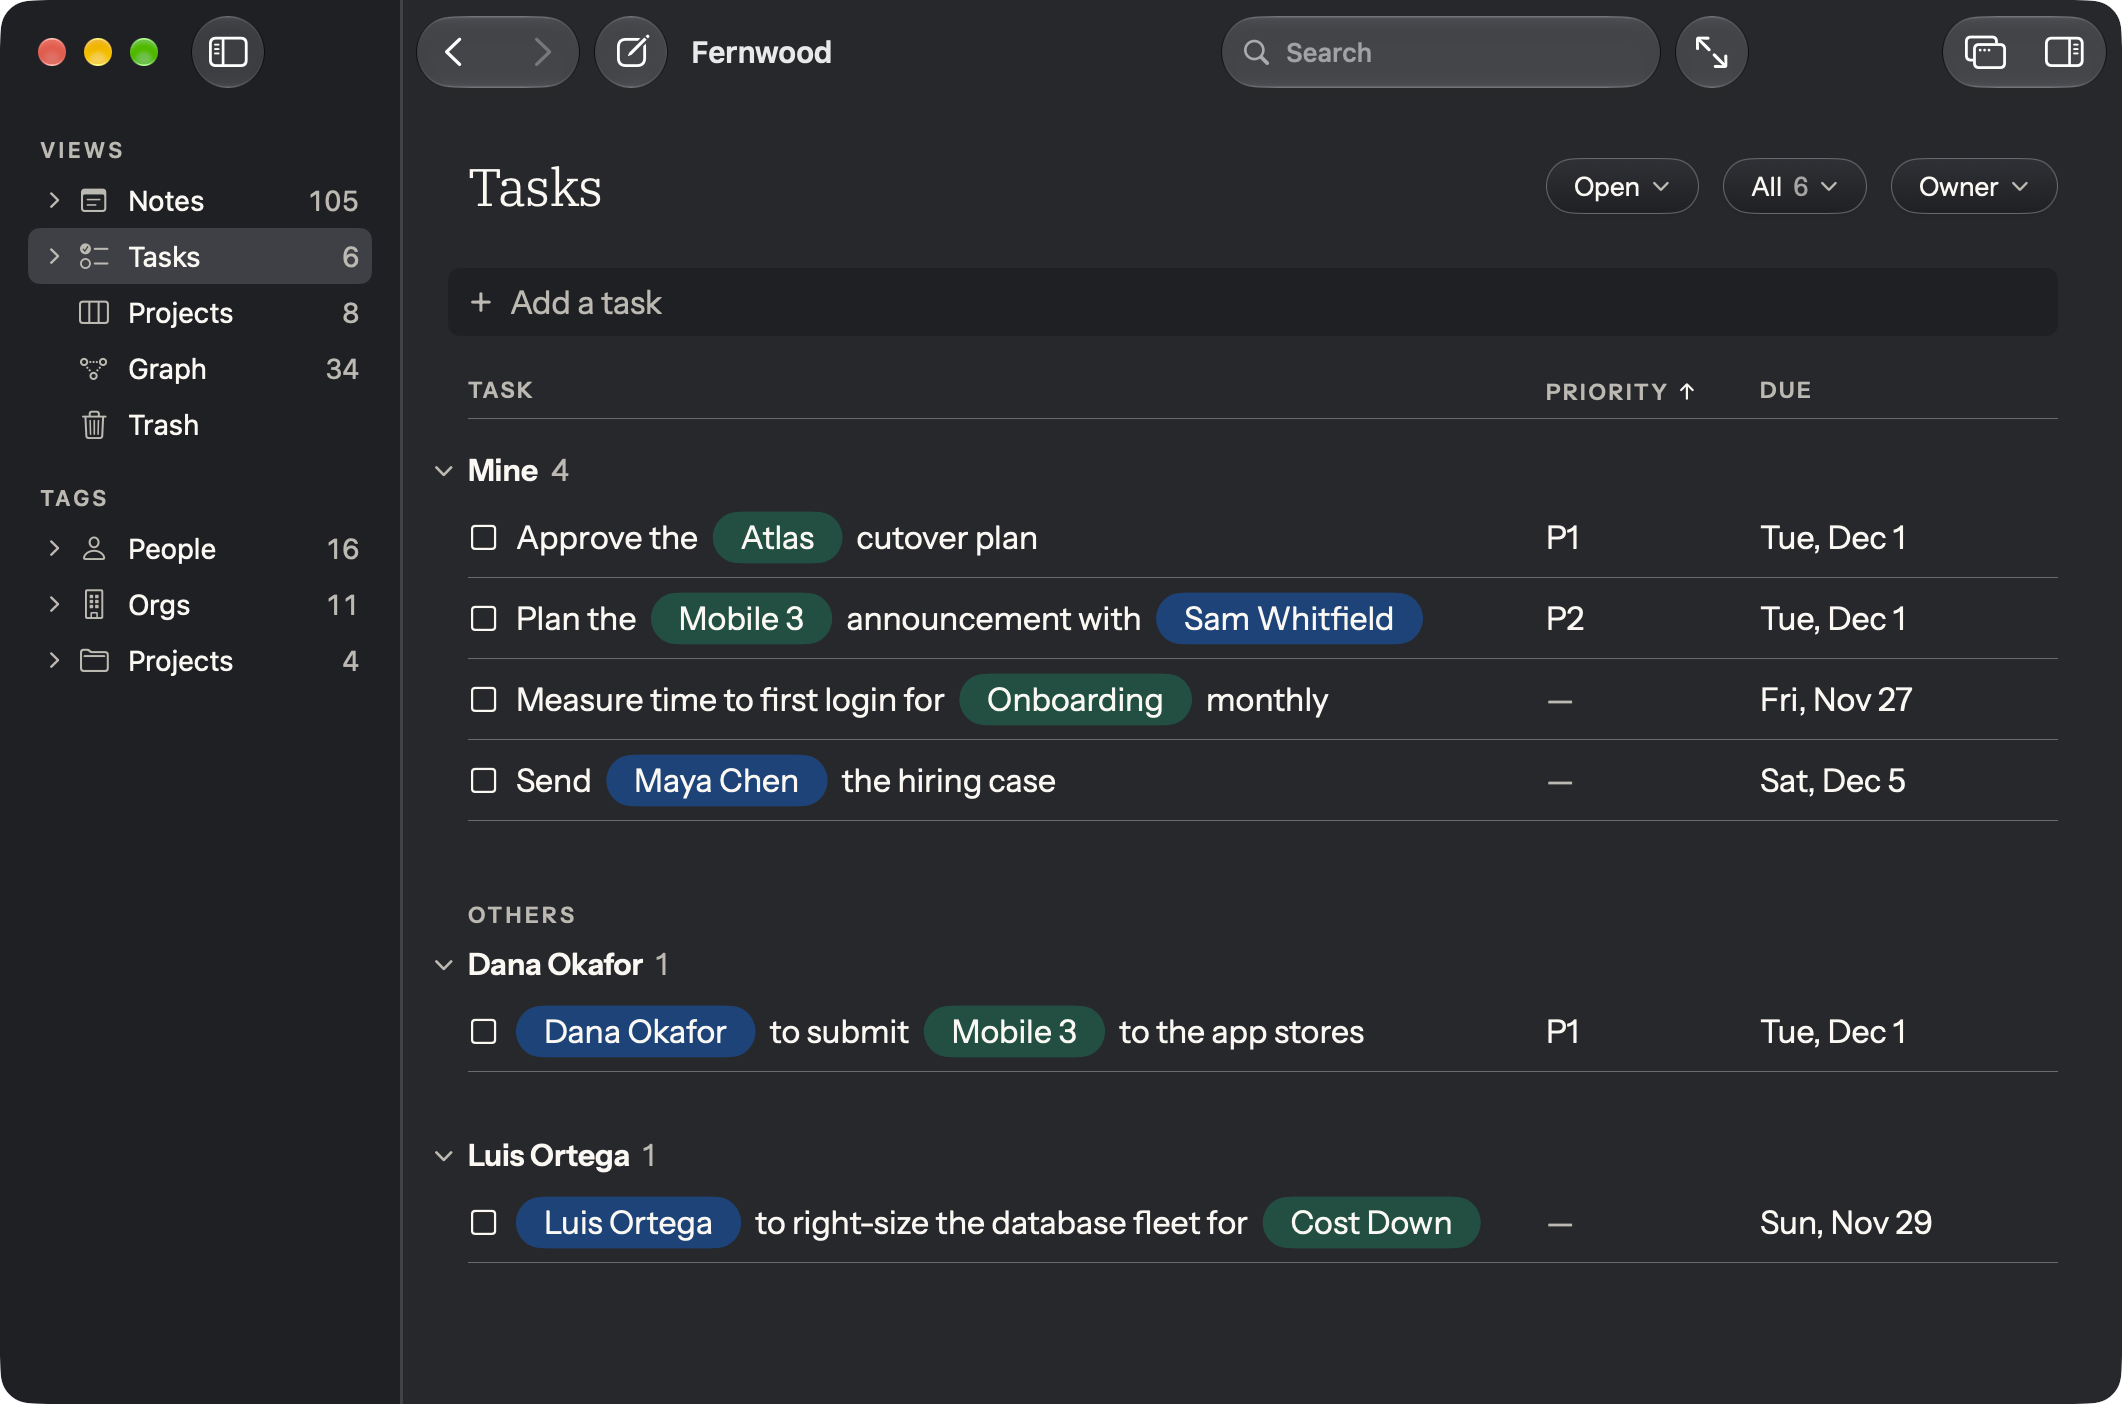 Fernwood
Search
VIEWS
Notes 105
Tasks 6
Projects 8
Graph 34
Trash
TAGS
People 16
Orgs 11
Projects 4
Tasks
Open All 6 Owner
+ Add a task
TASK PRIORITY ↑ DUE
Mine 4
Approve the Atlas cutover plan P1 Tue, Dec 1
Plan the Mobile 3 announcement with Sam Whitfield P2 Tue, Dec 1
Measure time to first login for Onboarding monthly — Fri, Nov 27
Send Maya Chen the hiring case — Sat, Dec 5
OTHERS
Dana Okafor 1
Dana Okafor to submit Mobile 3 to the app stores P1 Tue, Dec 1
Luis Ortega 1
Luis Ortega to right-size the database fleet for Cost Down — Sun, Nov 29